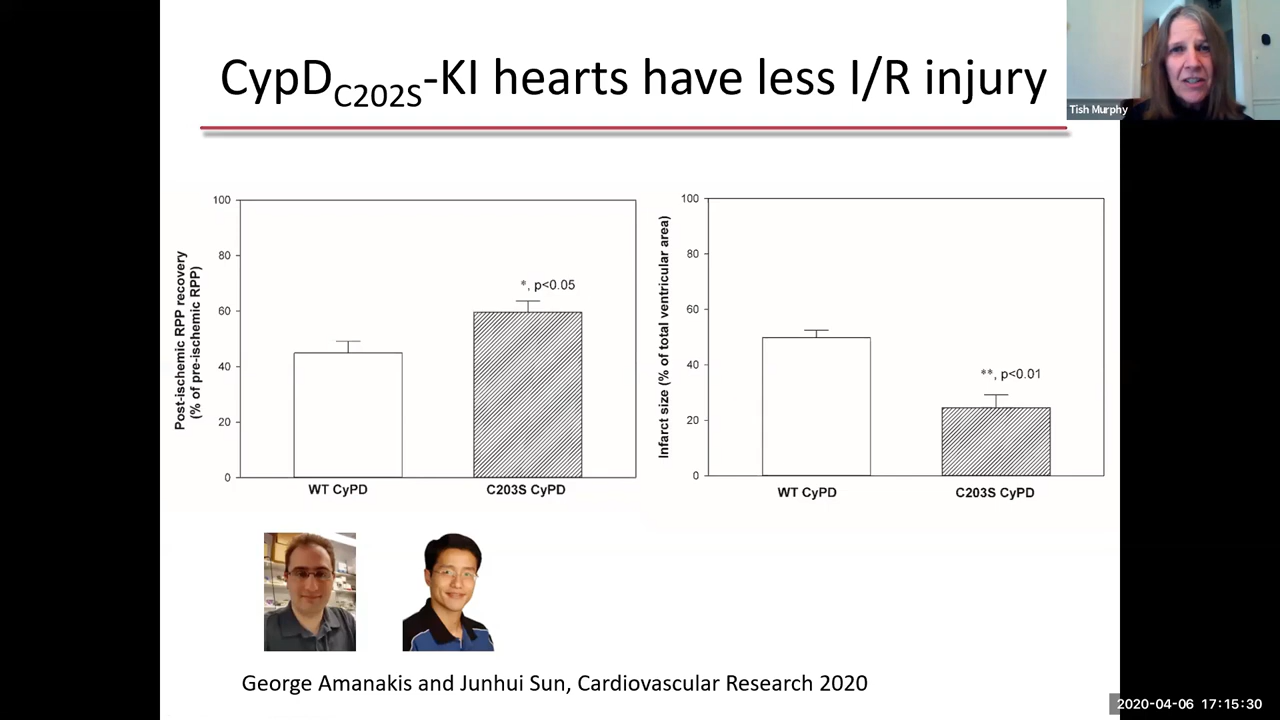 CypDC202S-KI hearts have less I/R injury
Tish Murphy
100
80
60
40
20
0
Post-ischemic RPP recovery
(% of pre-ischemic RPP)
*, p<0.05
WT CyPD
C203S CyPD
100
80
60
40
20
0
Infarct size (% of total ventricular area)
**, p<0.01
WT CyPD
C203S CyPD
George Amanakis and Junhui Sun, Cardiovascular Research 2020
2020-04-06 17:15:30